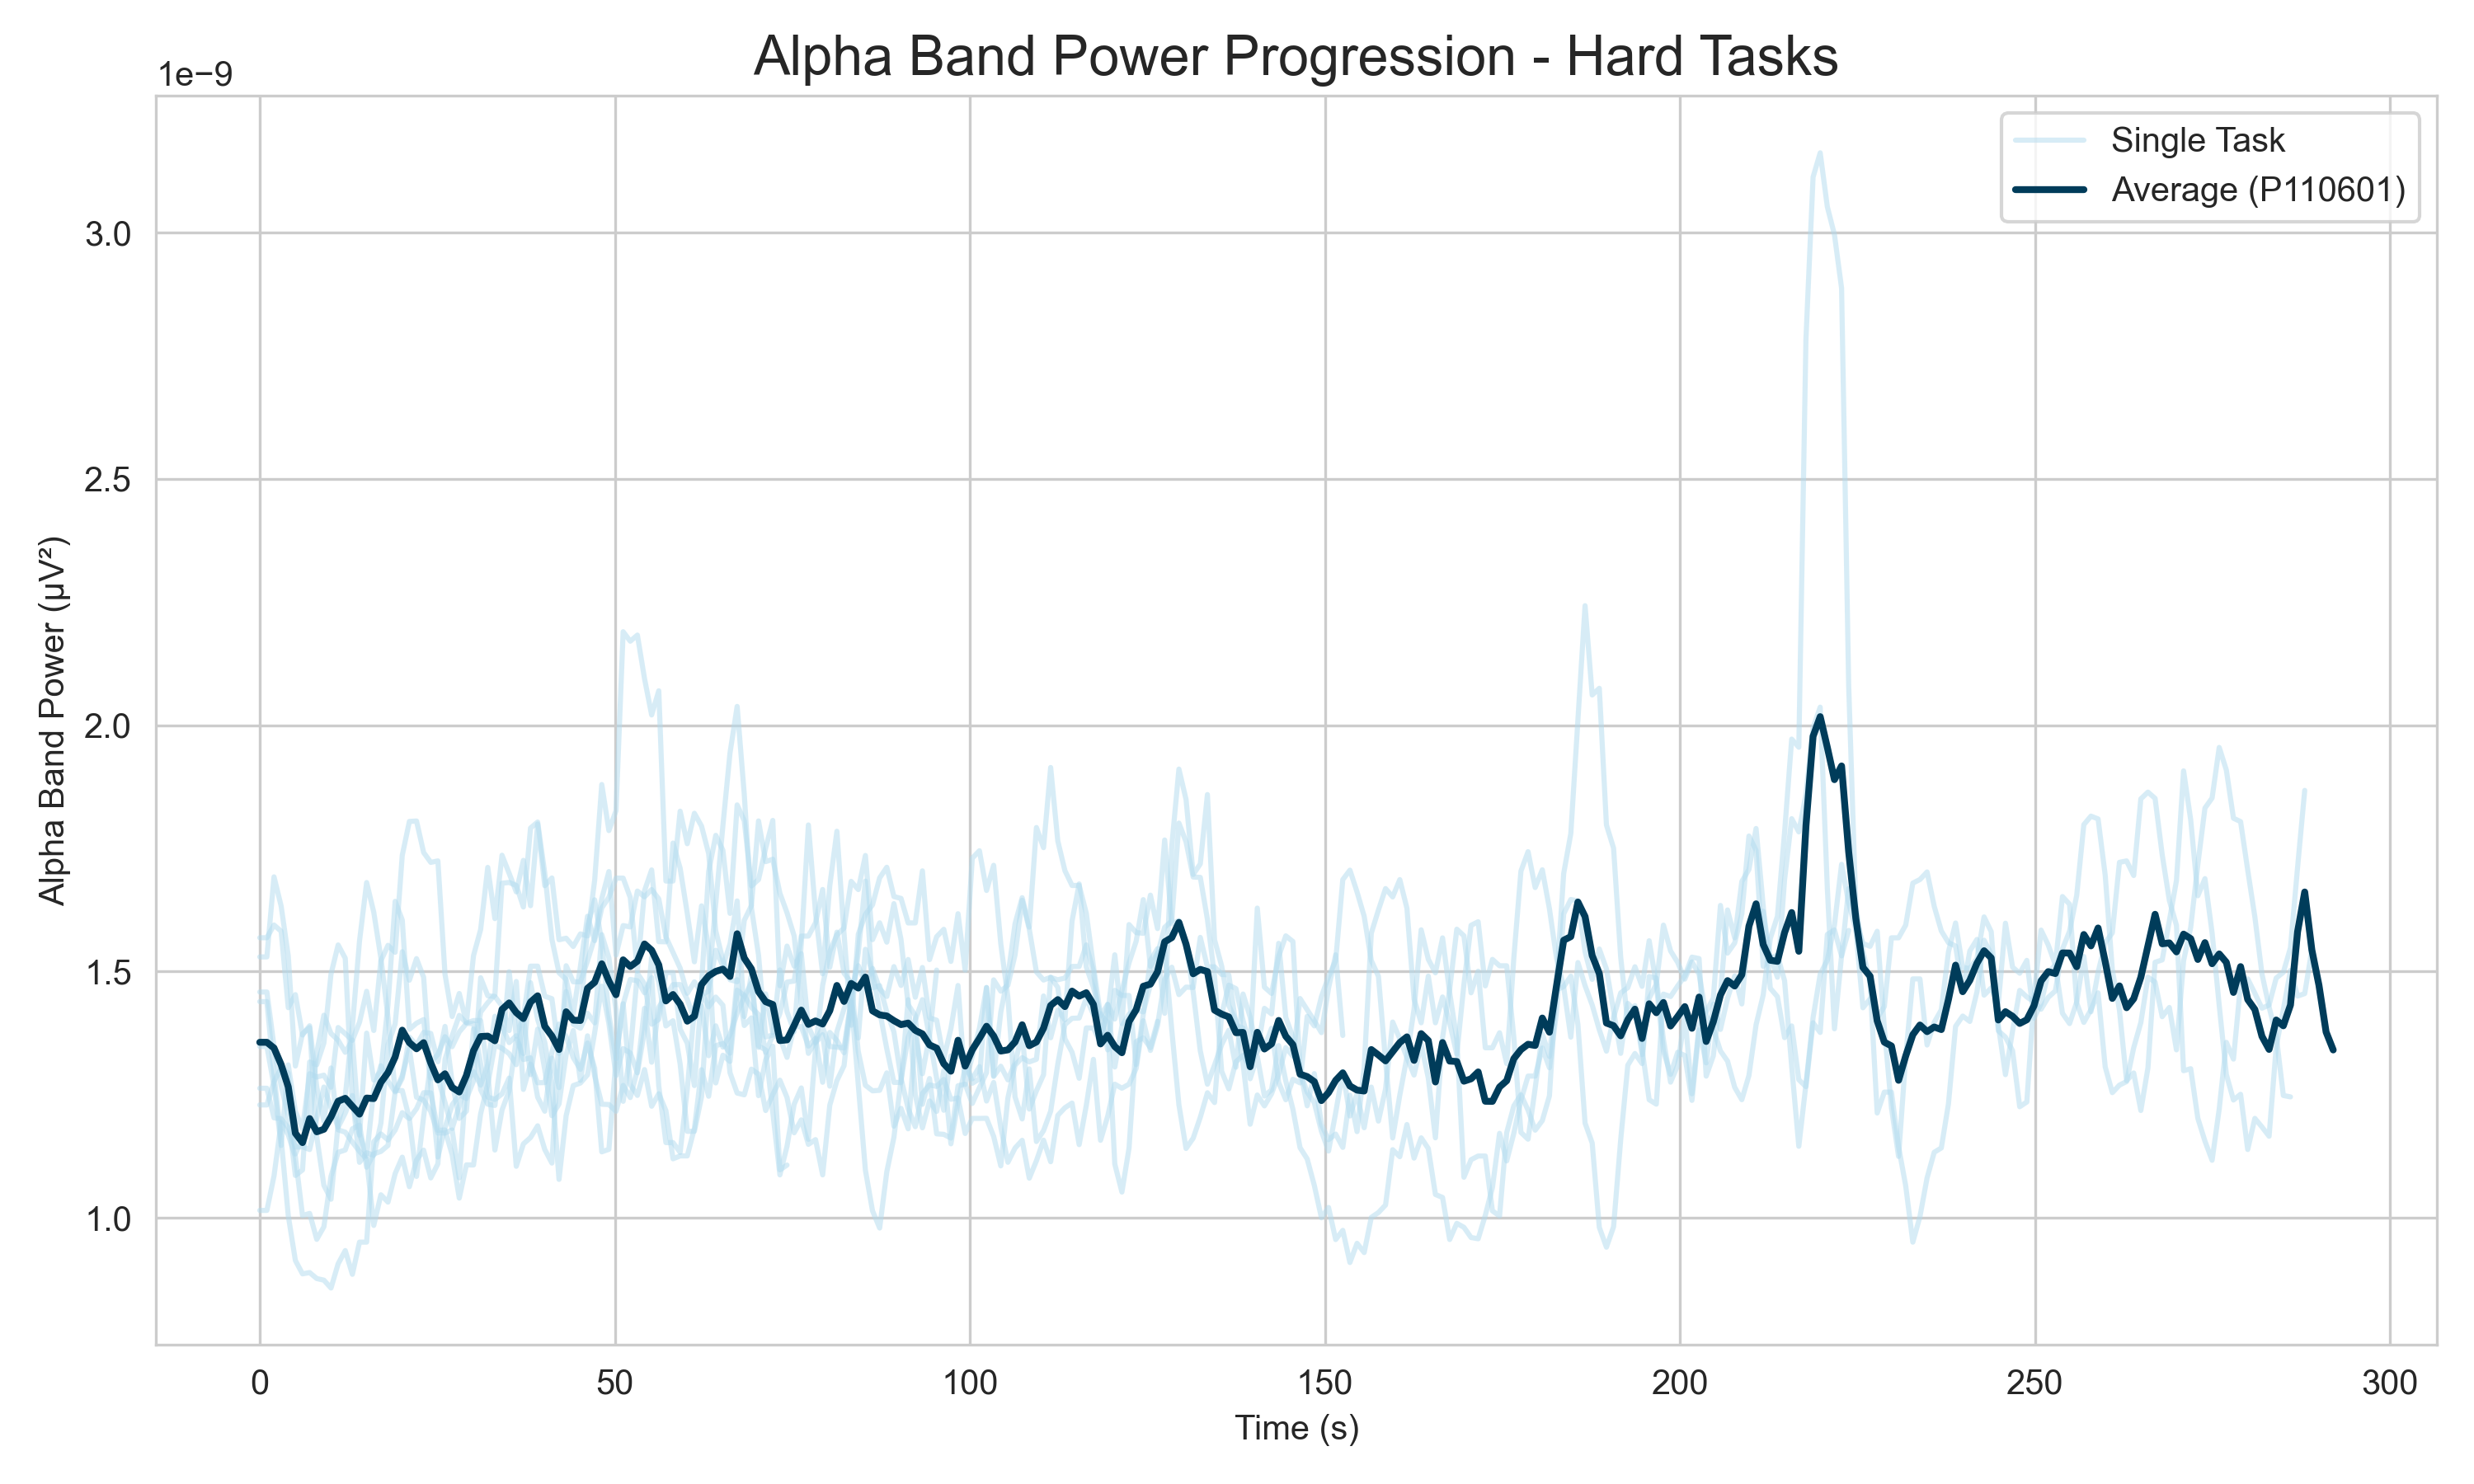 Alpha Band Power Progression - Hard Tasks
1e−9
Single Task
Average (P110601)
3.0
2.5
2.0
1.5
1.0
Alpha Band Power (µV²)
0
50
100
150
200
250
300
Time (s)